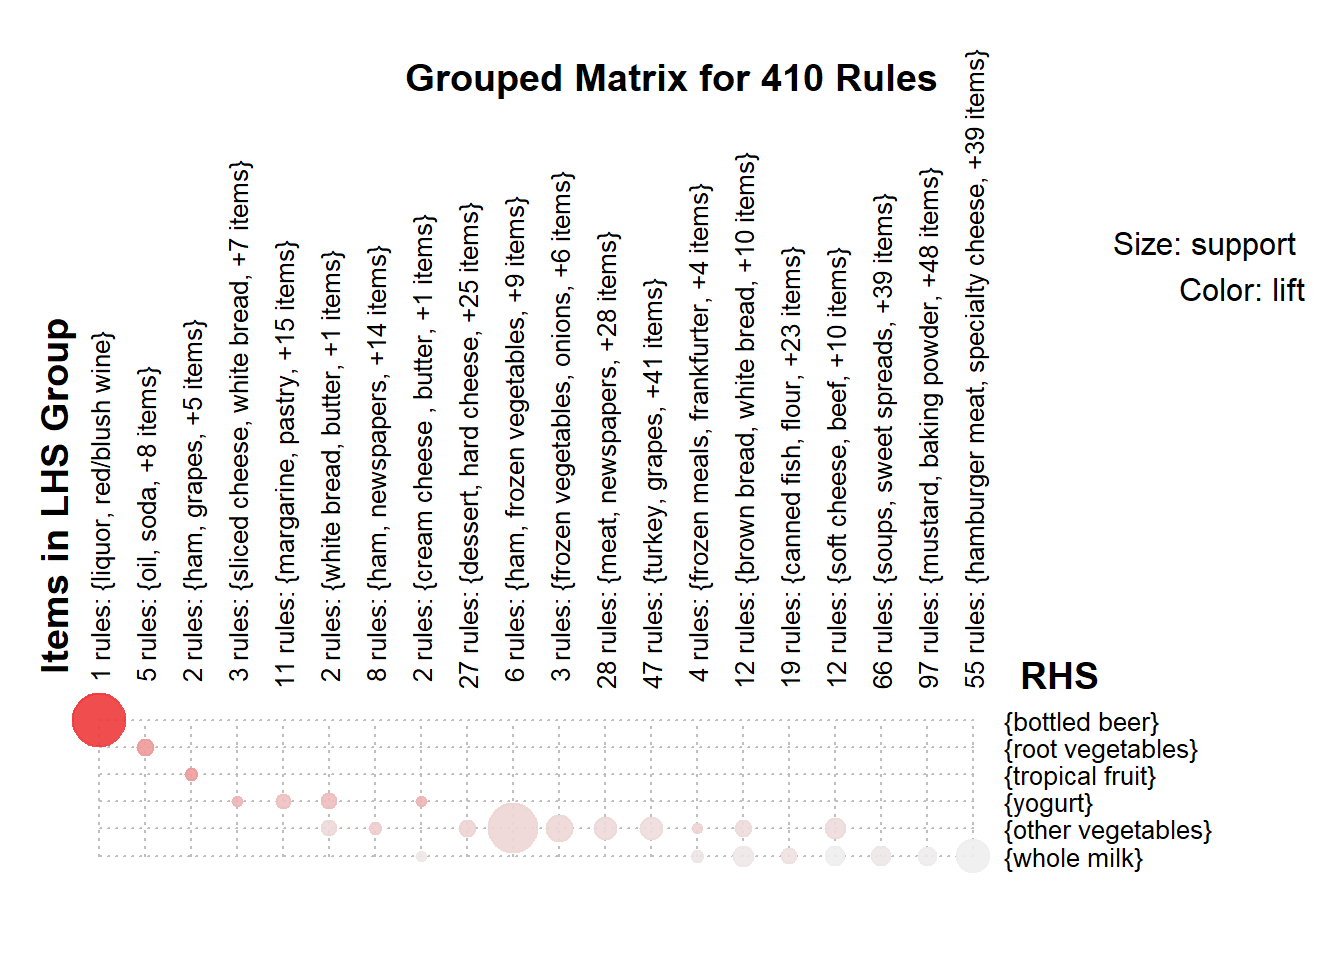 Grouped Matrix for 410 Rules
Size: support
Color: lift
Items in LHS Group
1 rules: {liquor, red/blush wine}
5 rules: {oil, soda, +8 items}
2 rules: {ham, grapes, +5 items}
3 rules: {sliced cheese, white bread, +7 items}
11 rules: {margarine, pastry, +15 items}
2 rules: {white bread, butter, +1 items}
8 rules: {ham, newspapers, +14 items}
2 rules: {cream cheese , butter, +1 items}
27 rules: {dessert, hard cheese, +25 items}
6 rules: {ham, frozen vegetables, +9 items}
3 rules: {frozen vegetables, onions, +6 items}
28 rules: {meat, newspapers, +28 items}
47 rules: {turkey, grapes, +41 items}
4 rules: {frozen meals, frankfurter, +4 items}
12 rules: {brown bread, white bread, +10 items}
19 rules: {canned fish, flour, +23 items}
12 rules: {soft cheese, beef, +10 items}
66 rules: {soups, sweet spreads, +39 items}
97 rules: {mustard, baking powder, +48 items}
55 rules: {hamburger meat, specialty cheese, +39 items}
RHS
{bottled beer}
{root vegetables}
{tropical fruit}
{yogurt}
{other vegetables}
{whole milk}